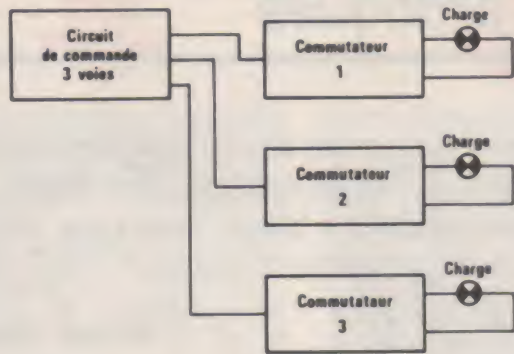 Circuit
de commande
3 voies
Commutateur
1
Charge
Commutateur
2
Charge
Commutateur
3
Charge